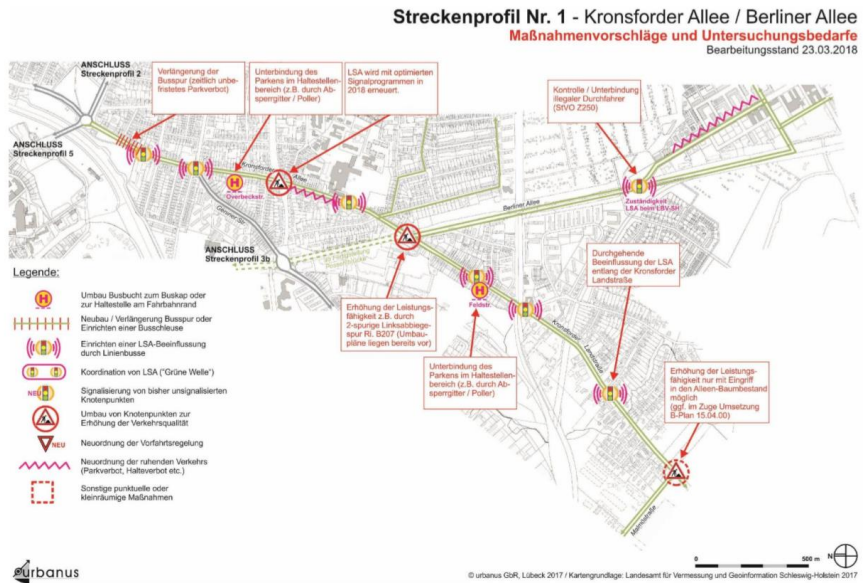 Streckenprofil Nr. 1 - Kronsforder Allee / Berliner Allee
Maßnahmenvorschläge und Untersuchungsbedarfe
Bearbeitungsstand 23.03.2018
ANSCHLUSS
Streckenprofil 2
Verlängerung der
Busspur (zeitlich unbe-
fristetes Parkverbot)
Unterbindung des
Parkens im Haltestellen-
bereich (z.B. durch Ab-
sperrgitter / Poller)
LSA wird mit optimierten
Signalprogrammen in
2018 erneuert.
Kontrolle / Unterbindung
illegaler Durchfahrer
(StVO Z250)
ANSCHLUSS
Streckenprofil 5
Kronsforder Allee
H
Overbeckstr.
Zuständigkeit
LSA beim LBV-SH
Berliner Allee
ANSCHLUSS
Streckenprofil 3b
Durchgehende
Beeinflussung der LSA
entlang der Kronsforder
Landstraße
H
Feldstr.
Erhöhung der Leistungs-
fähigkeit z.B. durch
2-spurige Linksabbiege-
spur Ri. B207 (Umbau-
pläne liegen bereits vor)
Kronsforder Landstraße
Unterbindung des
Parkens im Haltestellen-
bereich (z.B. durch Ab-
sperrgitter / Poller)
Erhöhung der Leistungs-
fähigkeit nur mit Eingriff
in den Alleen-Baumbestand
möglich
(ggf. im Zuge Umsetzung
B-Plan 15.04.00)
Malmöstraße
Legende:
H
Umbau Busbucht zum Buskap oder
zur Haltestelle am Fahrbahnrand
Neubau / Verlängerung Busspur oder
Einrichten einer Busschleuse
Einrichten einer LSA-Beeinflussung
durch Linienbusse
Koordination von LSA ("Grüne Welle")
NEU
Signalisierung von bisher unsignalisierten
Knotenpunkten
Umbau von Knotenpunkten zur
Erhöhung der Verkehrsqualität
NEU
Neuordnung der Vorfahrtsregelung
Neuordnung der ruhenden Verkehrs
(Parkverbot, Halteverbot etc.)
Sonstige punktuelle oder
kleinräumige Maßnahmen
urbanus
0
500 m
N
© urbanus GbR, Lübeck 2017 / Kartengrundlage: Landesamt für Vermessung und Geoinformation Schleswig-Holstein 2017